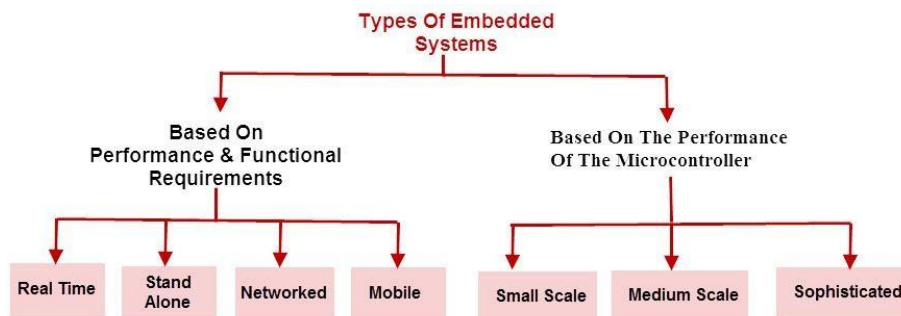 Types Of Embedded
Systems
Based On
Performance & Functional
Requirements
Based On The Performance
Of The Microcontroller
Real Time
Stand
Alone
Networked
Mobile
Small Scale
Medium Scale
Sophisticated